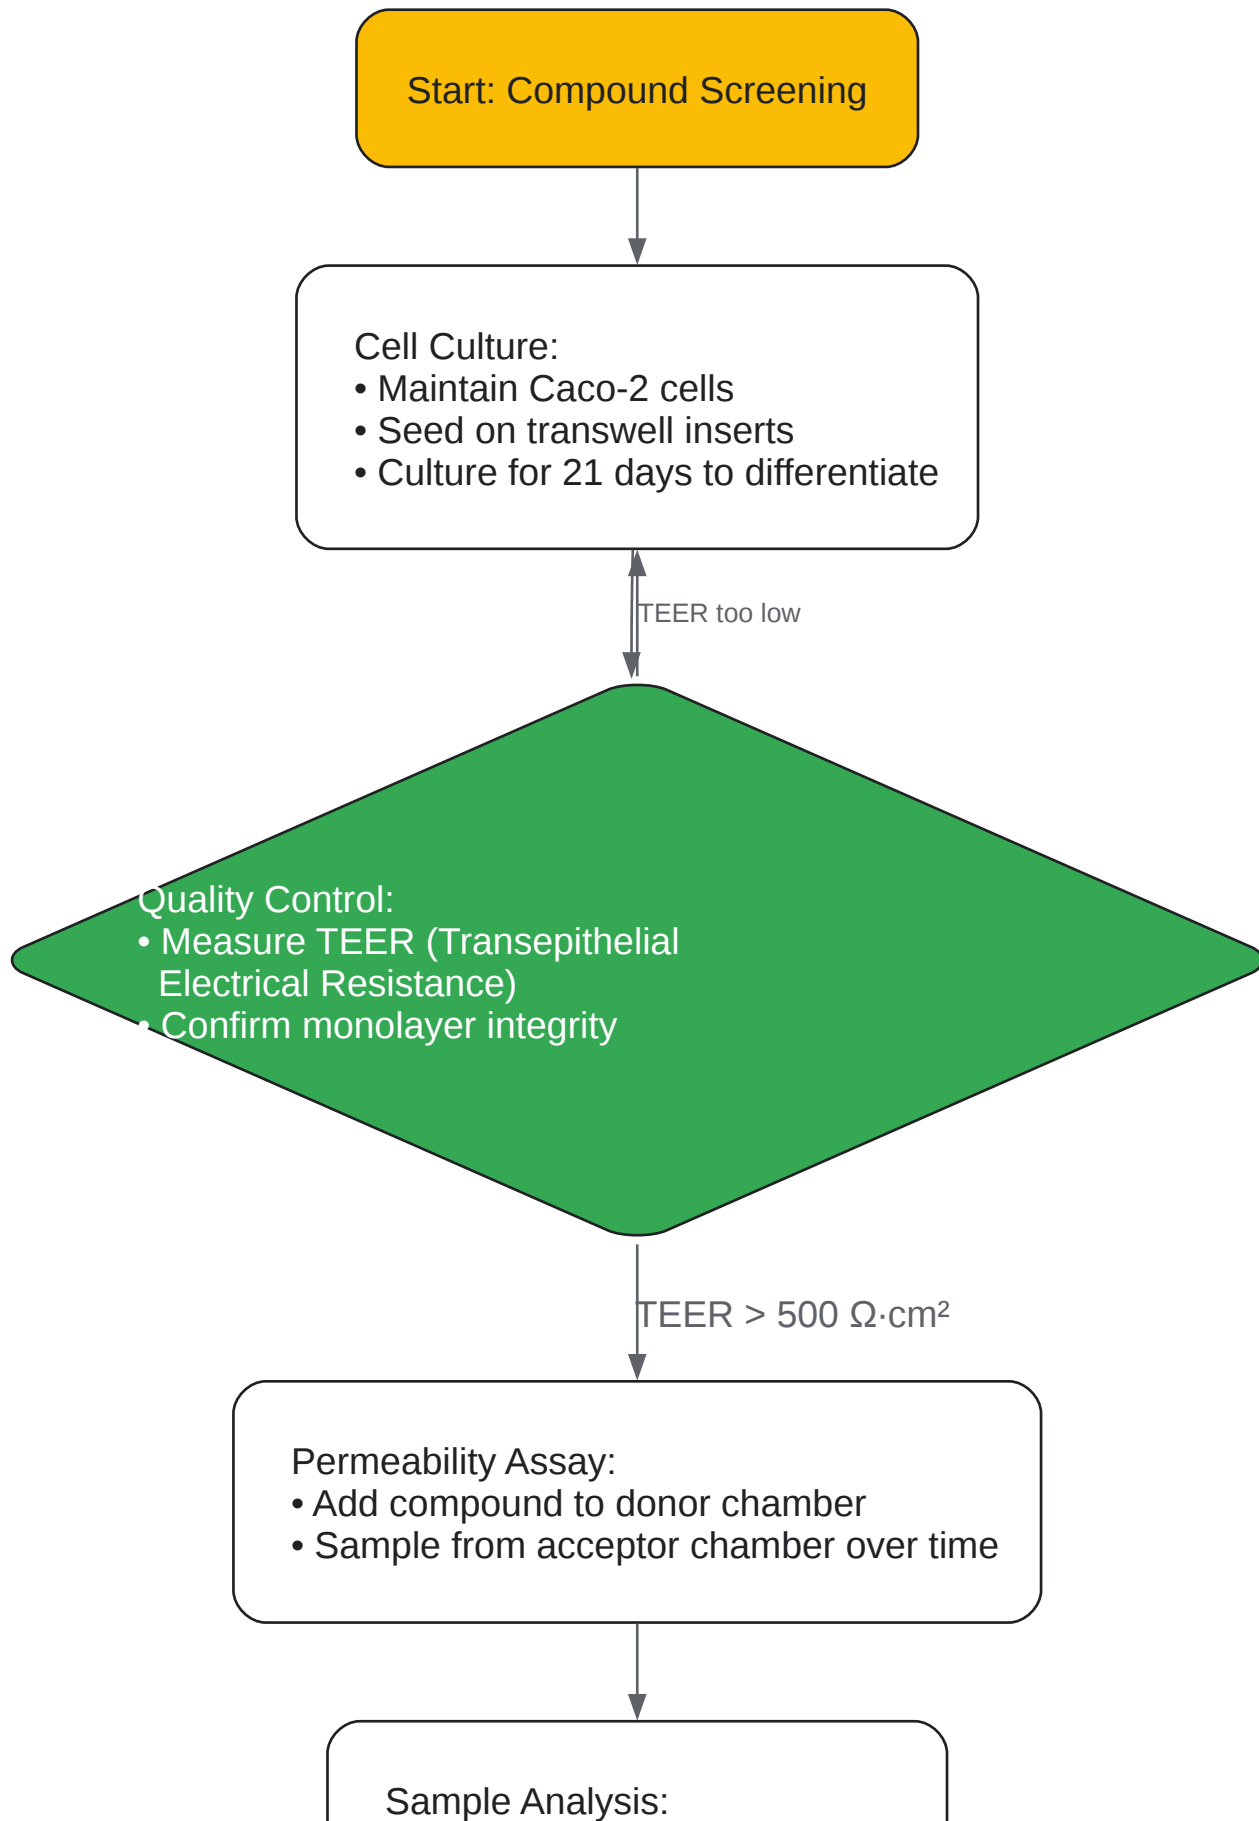 Start: Compound Screening
Cell Culture:
• Maintain Caco-2 cells
• Seed on transwell inserts
• Culture for 21 days to differentiate
TEER too low
Quality Control:
• Measure TEER (Transepithelial
Electrical Resistance)
• Confirm monolayer integrity
TEER > 500 Ω·cm²
Permeability Assay:
• Add compound to donor chamber
• Sample from acceptor chamber over time
Sample Analysis: